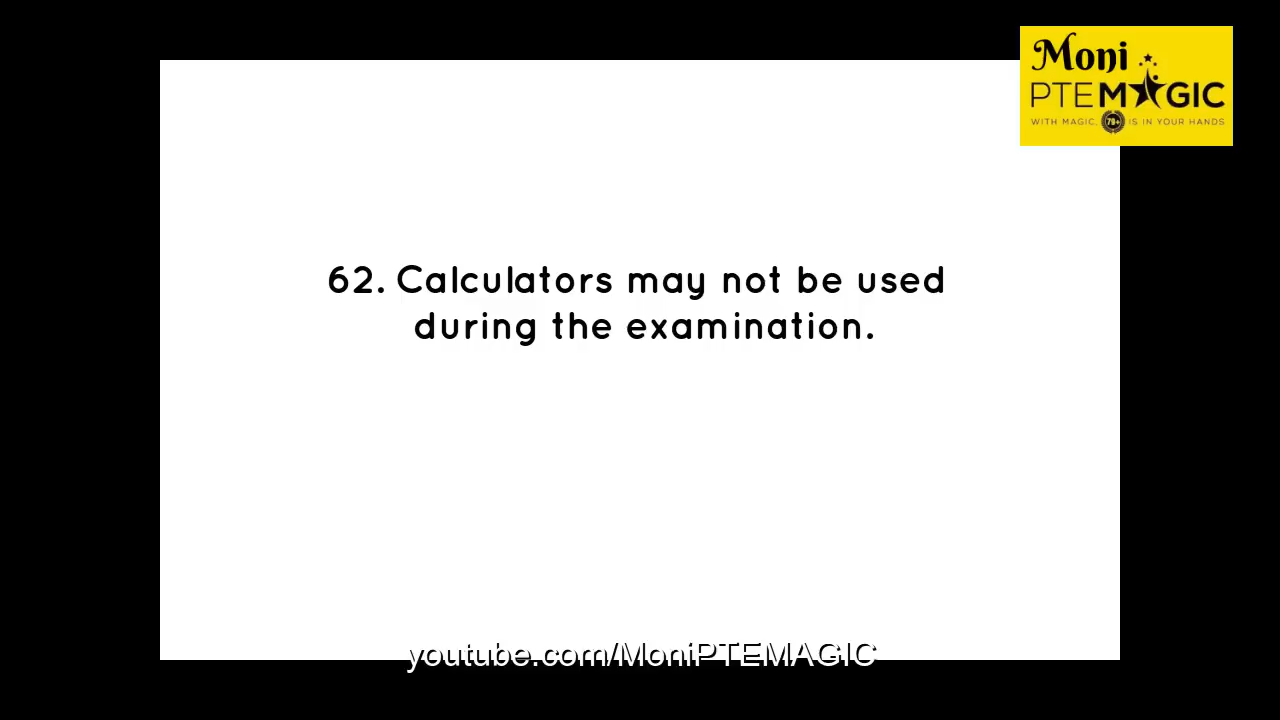 Moni
PTEMAGIC
WITH MAGIC, 79+ IS IN YOUR HANDS
62. Calculators may not be used
during the examination.
youtube.com/MoniPTEMAGIC